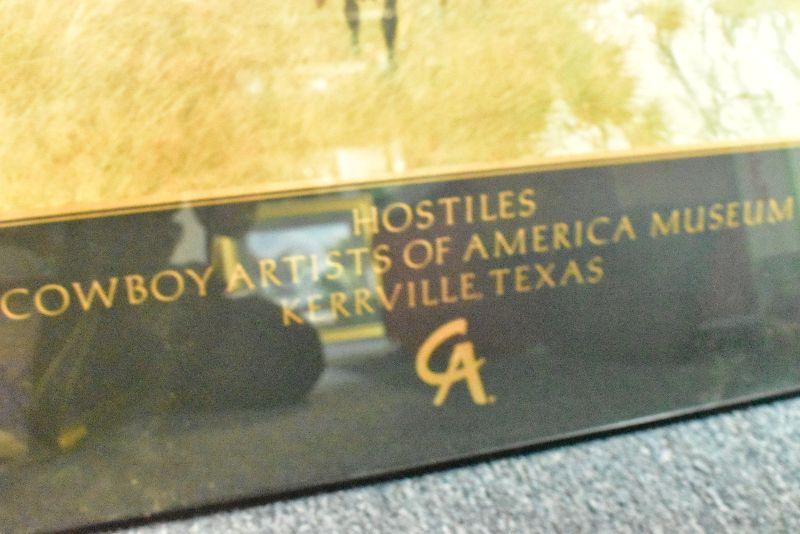 HOSTILES
COWBOY ARTISTS OF AMERICA MUSEUM
KERRVILLE, TEXAS
CA